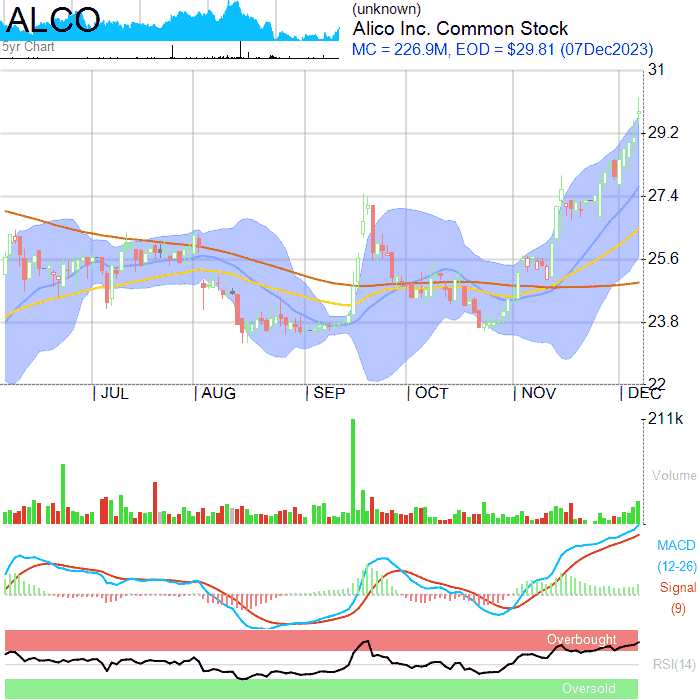 ALCO
5yr Chart
(unknown)
Alico Inc. Common Stock
MC = 226.9M, EOD = $29.81 (07Dec2023)
31
29.2
27.4
25.6
23.8
22
JUL AUG SEP OCT NOV DEC
211k
Volume
MACD
(12-26)
Signal
(9)
Overbought
RSI(14)
Oversold